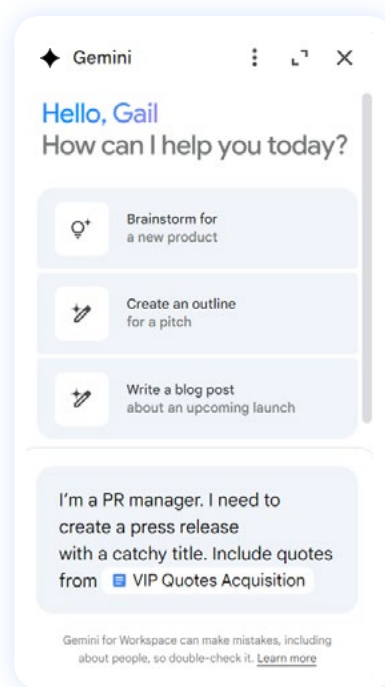 Gemini
Hello, Gail
How can I help you today?
Brainstorm for
a new product
Create an outline
for a pitch
Write a blog post
about an upcoming launch
I'm a PR manager. I need to
create a press release
with a catchy title. Include quotes
from VIP Quotes Acquisition
Gemini for Workspace can make mistakes, including
about people, so double-check it. Learn more